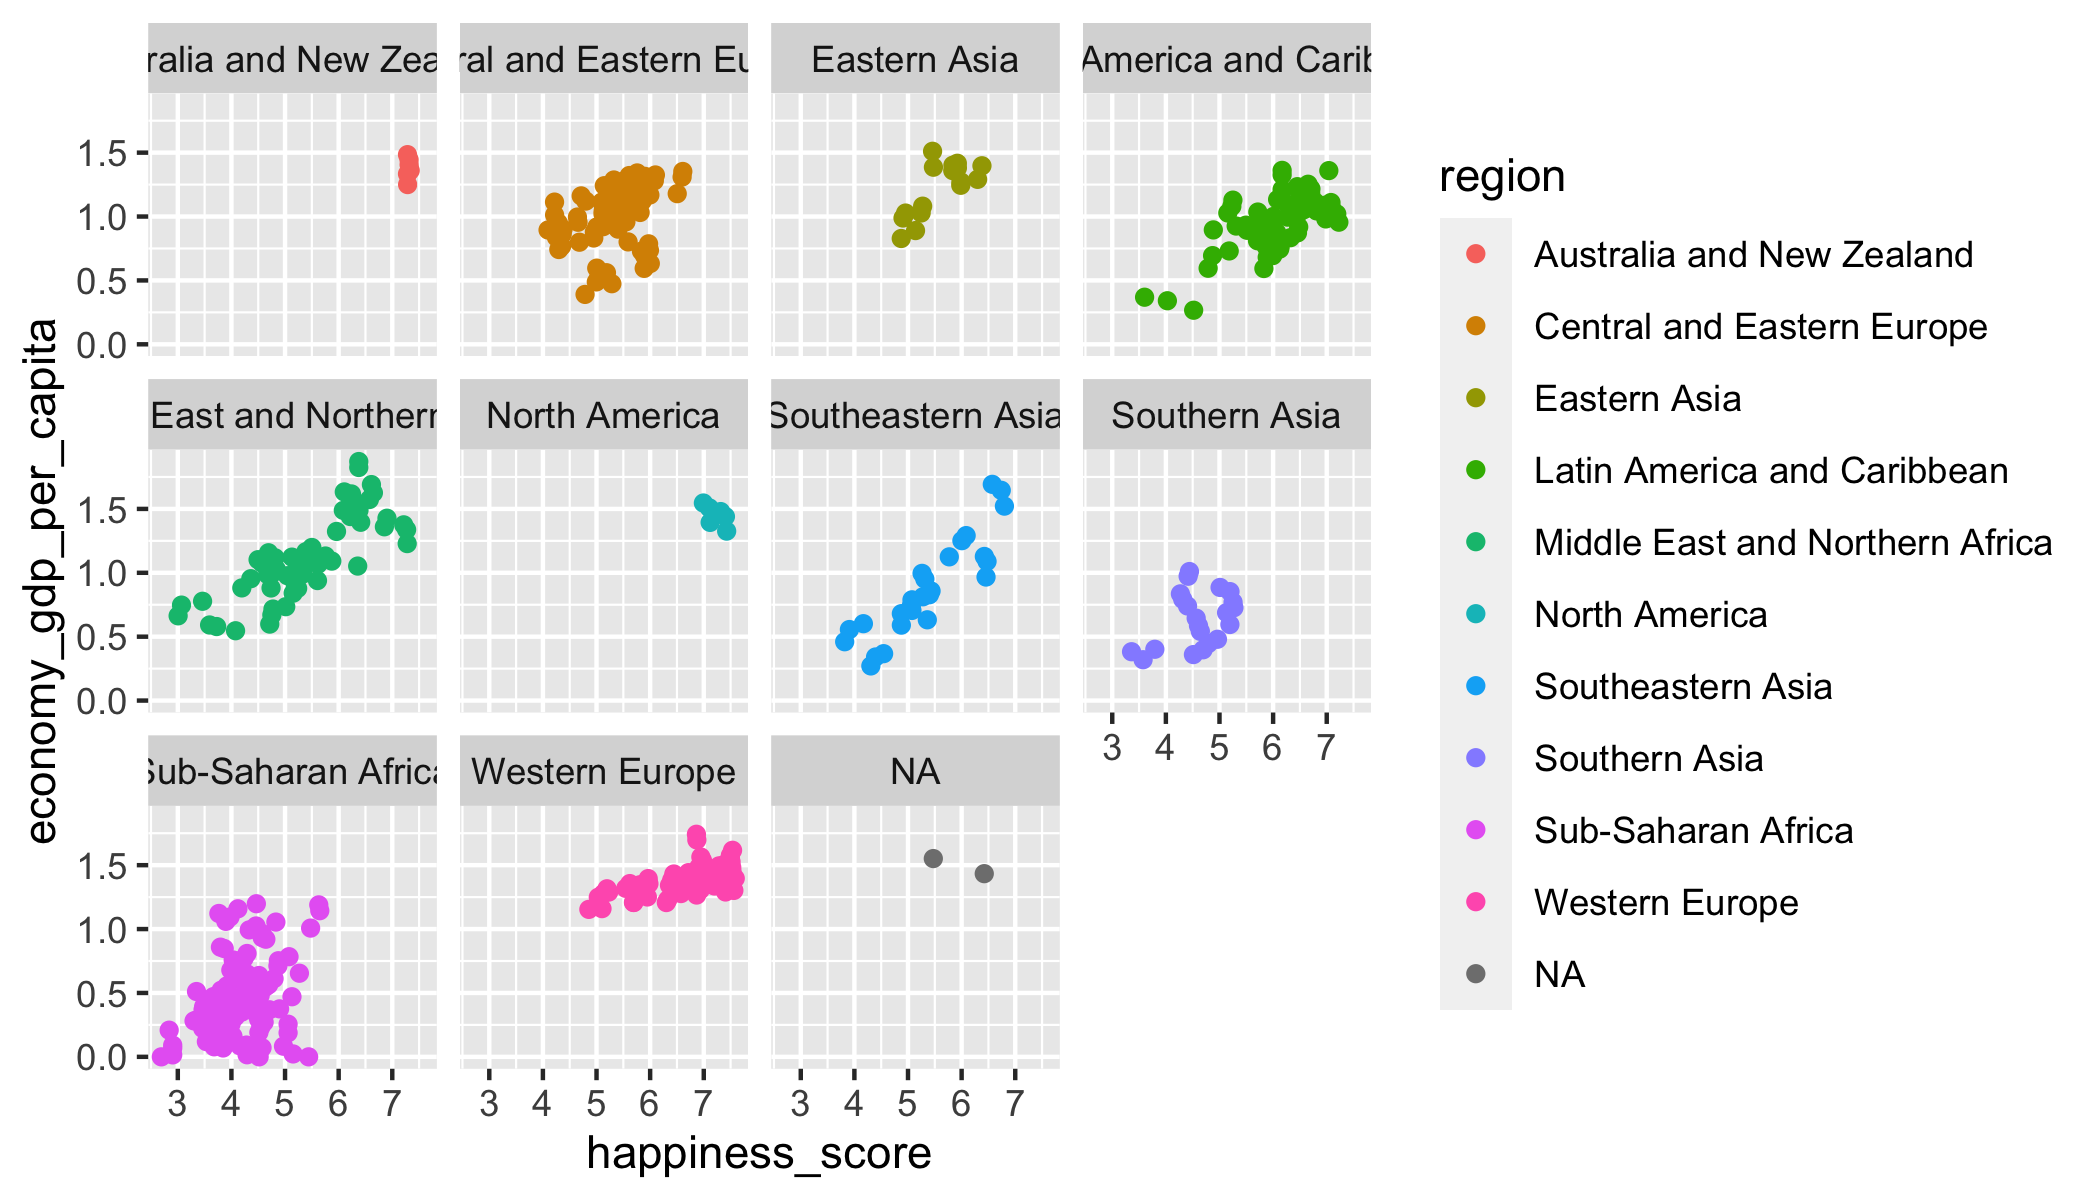 ralia and New Zea
ral and Eastern Eu
Eastern Asia
America and Carib
1.5
1.0
0.5
0.0
East and Northern
North America
Southeastern Asia
Southern Asia
1.5
1.0
0.5
0.0
3 4 5 6 7
Sub-Saharan Africa
Western Europe
NA
1.5
1.0
0.5
0.0
3 4 5 6 7
3 4 5 6 7
3 4 5 6 7
happiness_score
economy_gdp_per_capita
region
Australia and New Zealand
Central and Eastern Europe
Eastern Asia
Latin America and Caribbean
Middle East and Northern Africa
North America
Southeastern Asia
Southern Asia
Sub-Saharan Africa
Western Europe
NA